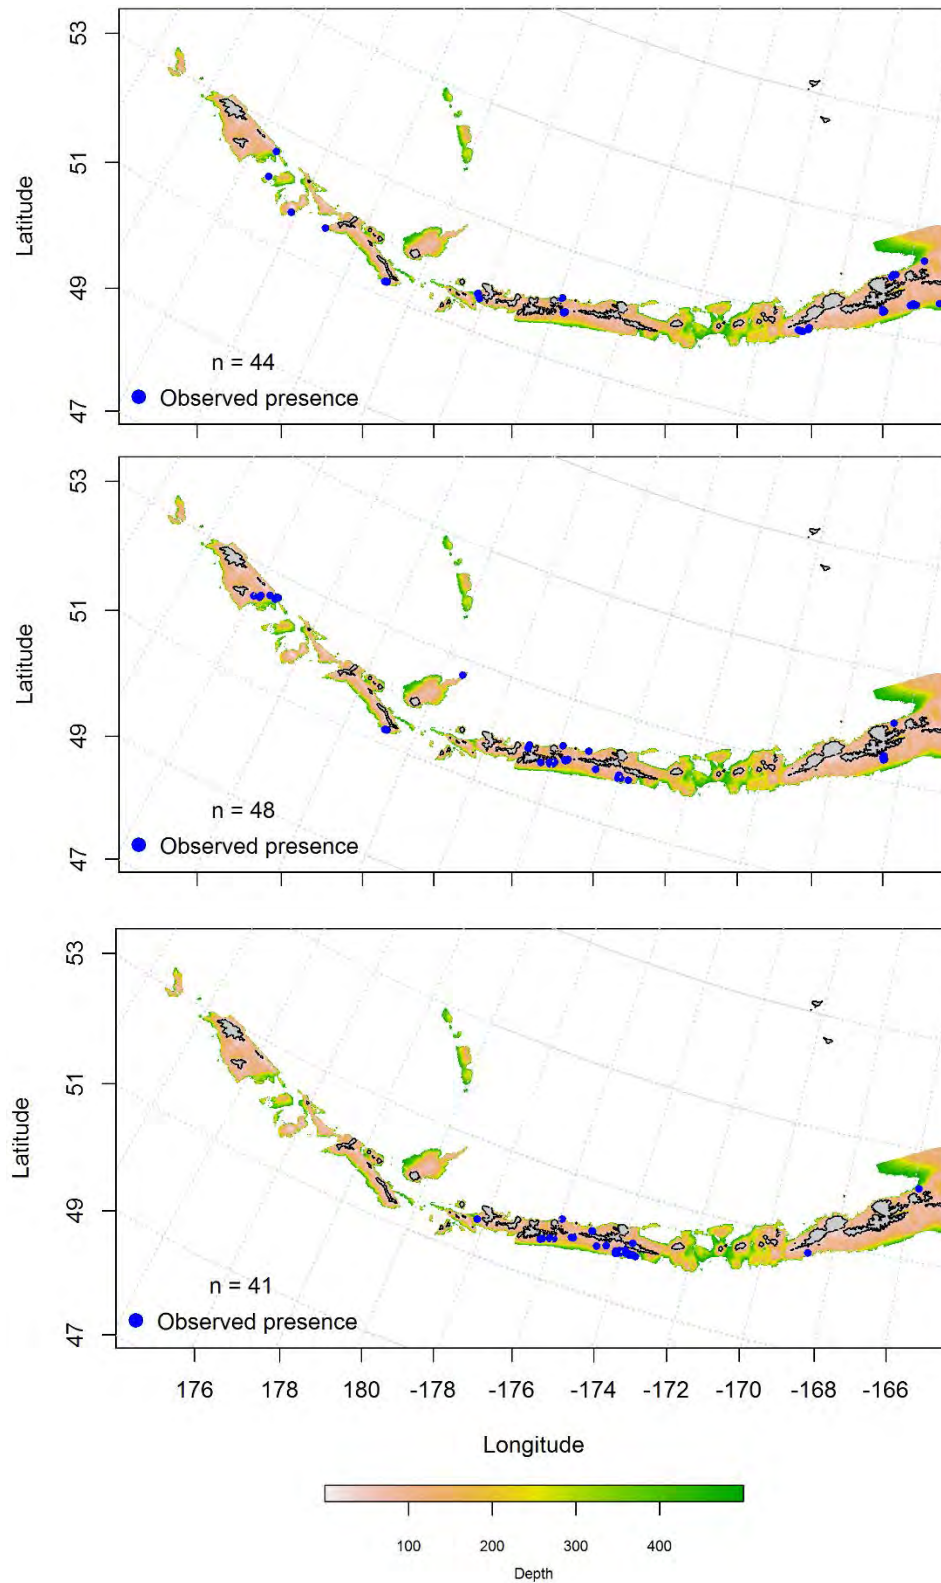 53
51
49
47
Latitude
n = 44
Observed presence
53
51
49
47
Latitude
n = 48
Observed presence
53
51
49
47
Latitude
n = 41
Observed presence
176 178 180 -178 -176 -174 -172 -170 -168 -166
Longitude
100 200 300 400
Depth